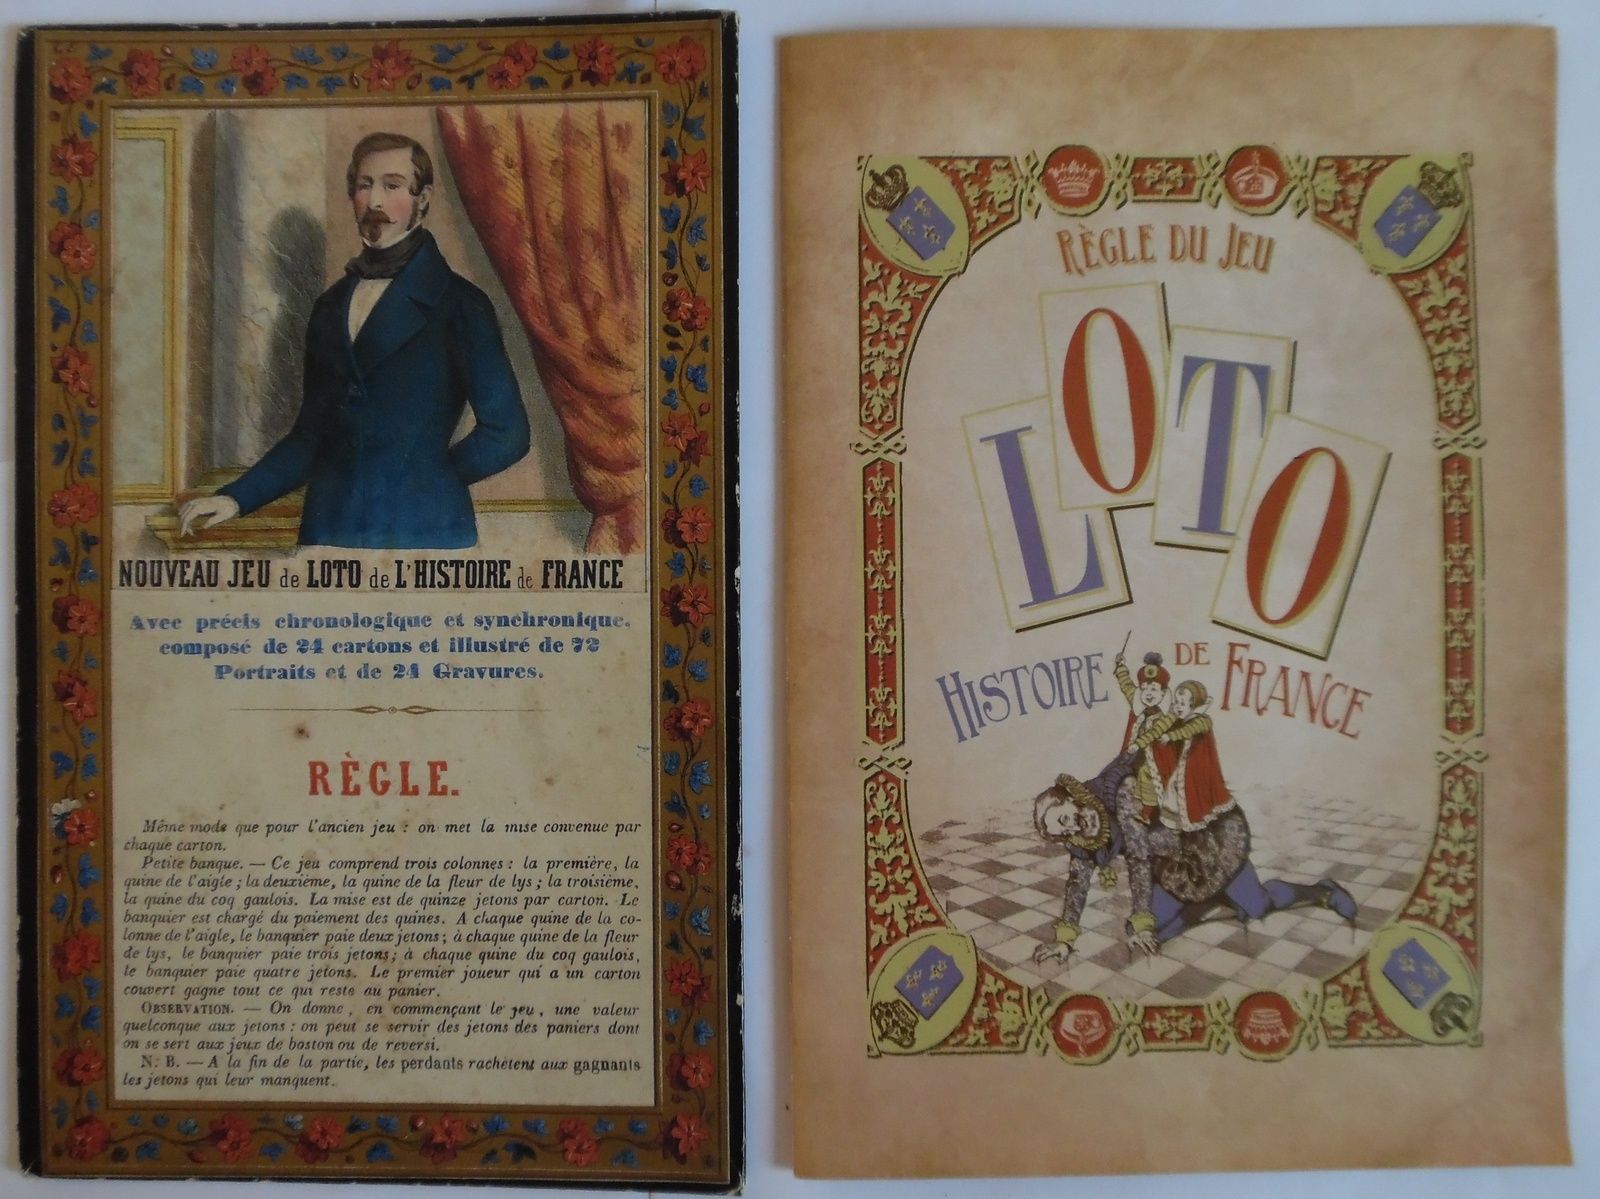 NOUVEAU JEU de LOTO de L'HISTOIRE de FRANCE
Avec précis chronologique et synchronique,
composé de 24 cartons et illustré de 72
Portraits et de 24 Gravures.
RÈGLE.
Même mode que pour l'ancien jeu : on met la mise convenue par
chaque carton.
Petite banque. — Ce jeu comprend trois colonnes : la première, la
quine de l'aigle ; la deuxième, la quine de la fleur de lys ; la troisième,
la quine du coq gaulois. La mise est de quinze jetons par carton. Le
banquier est chargé du paiement des quines. A chaque quine de la co-
lonne de l'aigle, le banquier paie deux jetons ; à chaque quine de la fleur
de lys, le banquier paie trois jetons ; à chaque quine du coq gaulois,
le banquier paie quatre jetons. Le premier joueur qui a un carton
couvert gagne tout ce qui reste au panier.
OBSERVATION. — On donne, en commençant le jeu, une valeur
quelconque aux jetons : on peut se servir des jetons des paniers dont
on se sert aux jeux de boston ou de reversi.
N. B. — A la fin de la partie, les perdants rachètent aux gagnants
les jetons qui leur manquent.
RÈGLE DU JEU
LOTO
HISTOIRE DE FRANCE